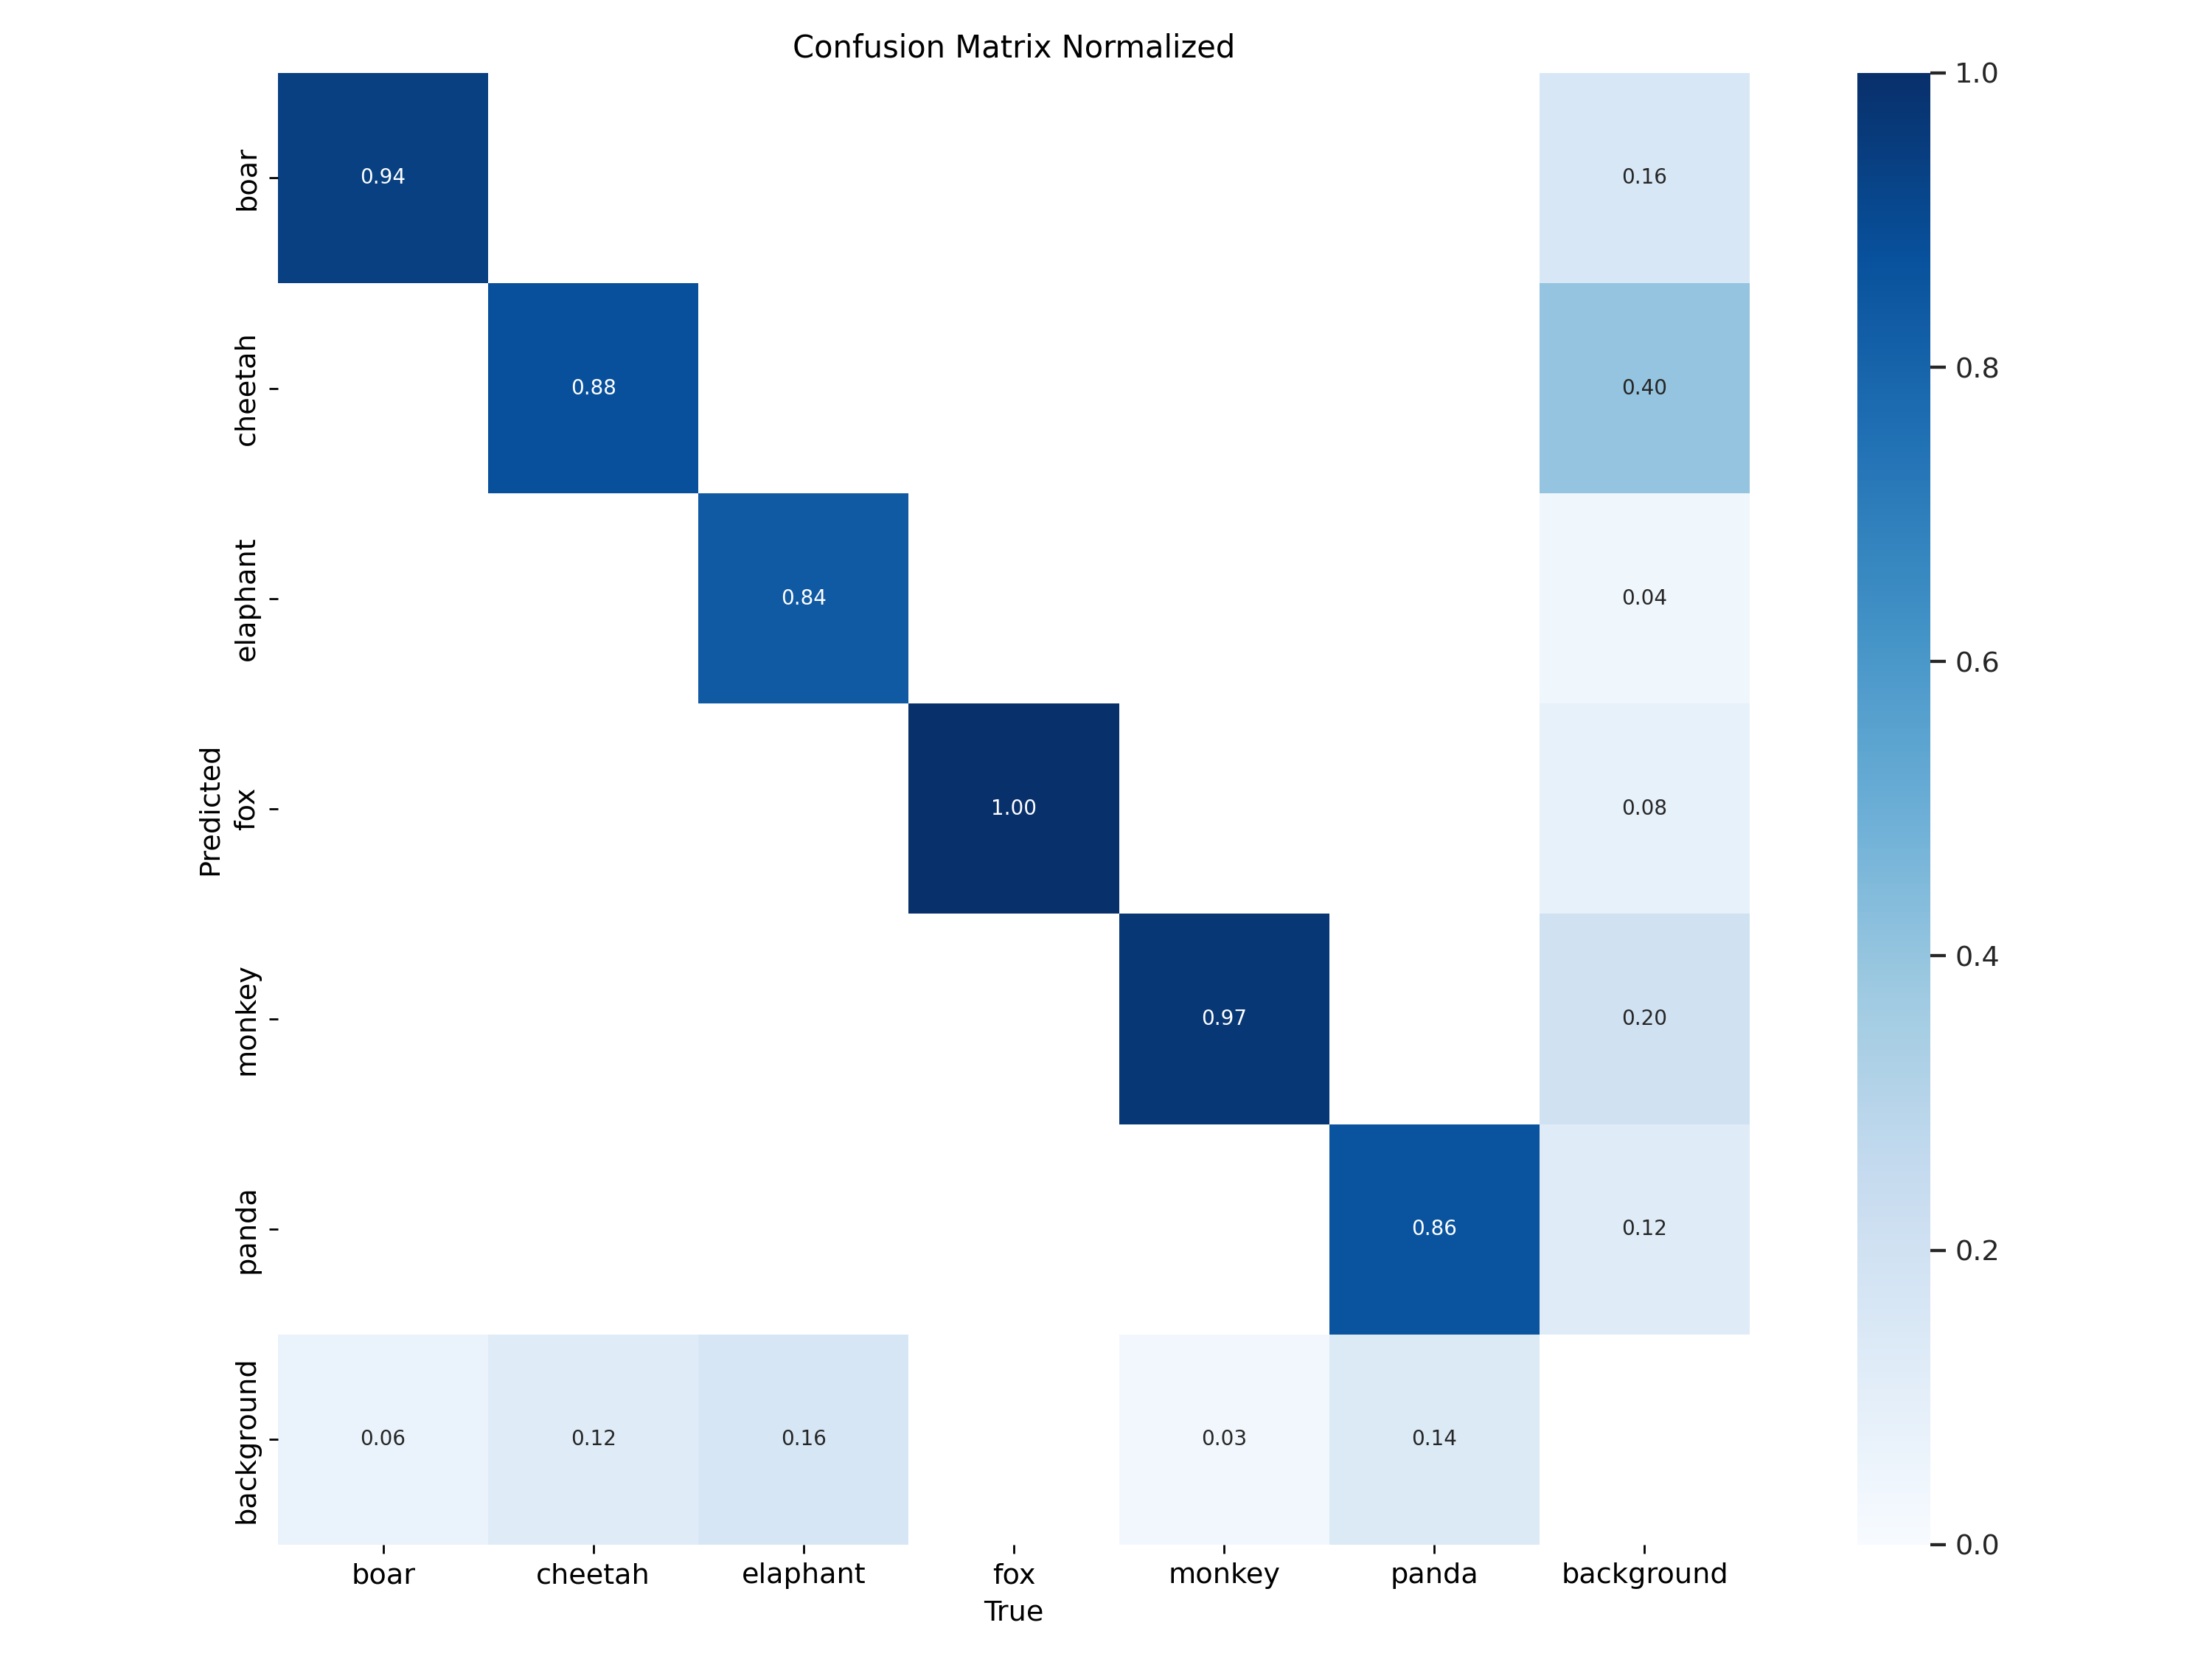 Confusion Matrix Normalized
boar
0.94
0.16
cheetah
0.88
0.40
elaphant
0.84
0.04
Predicted
fox
1.00
0.08
monkey
0.97
0.20
panda
0.86
0.12
background
0.06
0.12
0.16
0.03
0.14
boar
cheetah
elaphant
fox
monkey
panda
background
True
1.0
0.8
0.6
0.4
0.2
0.0